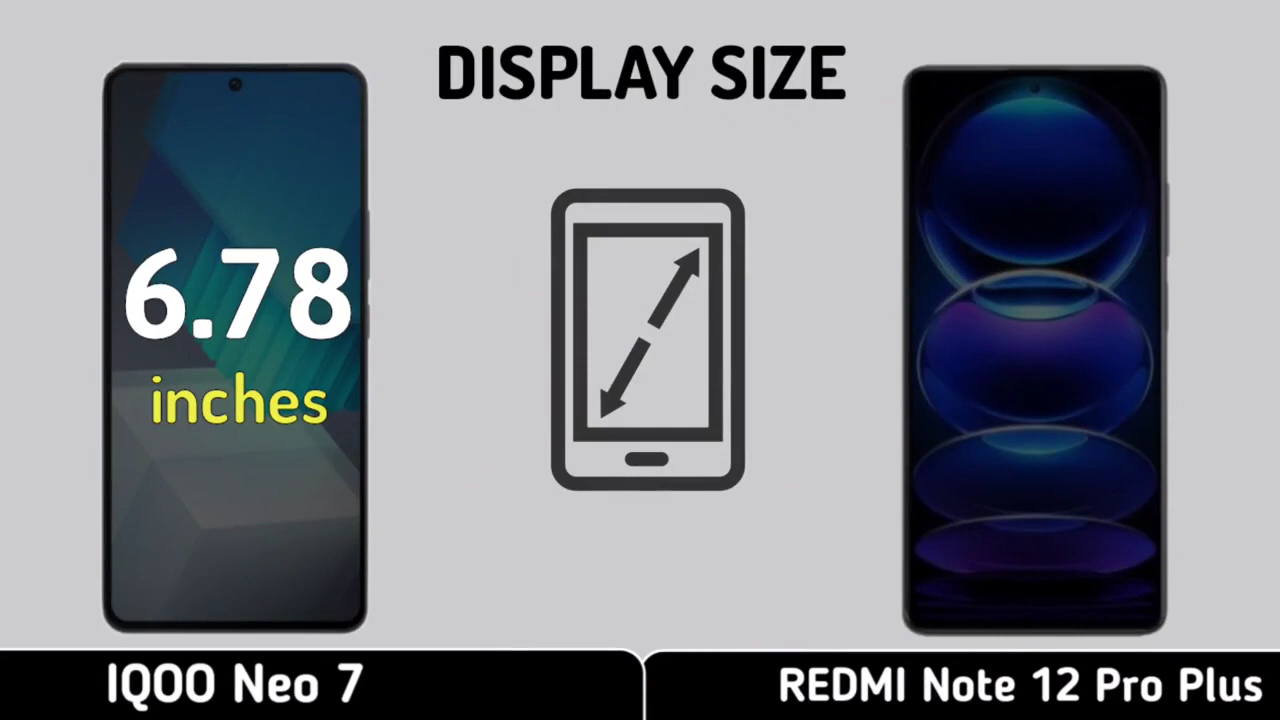 DISPLAY SIZE
6.78
inches
IQOO Neo 7
REDMI Note 12 Pro Plus